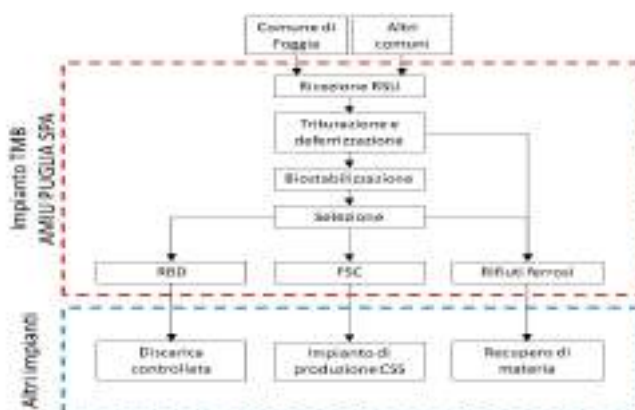 Comune di
Foggia
Altri
comuni
Ricezione RSU
Triturazione e
deferrizzazione
Biostabilizzazione
Selezione
RBD
FSC
Rifiuti ferrosi
Discarica
controllata
Impianto di
produzione CSS
Recupero di
materia
Impianto TMB
AMIU PUGLIA SPA
Altri impianti